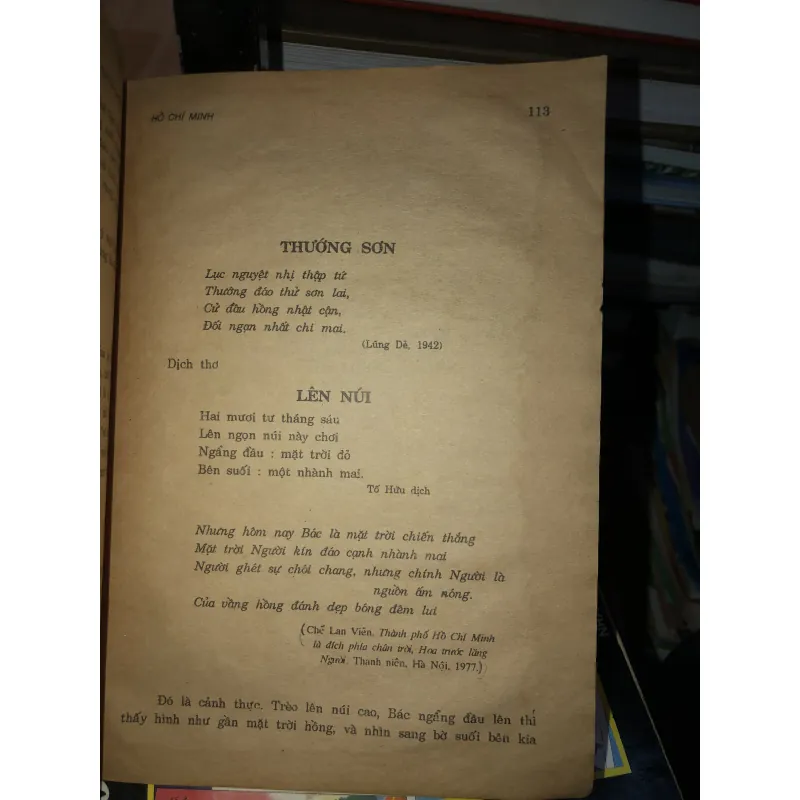 HỒ CHÍ MINH
113
THƯỚNG SƠN
Lục nguyệt nhị thập tứ
Thướng đáo thử sơn lai,
Cử đầu hồng nhật cận,
Đối ngạn nhất chi mai.
(Lũng Dẻ, 1942)
Dịch thơ
LÊN NÚI
Hai mươi tư tháng sáu
Lên ngọn núi này chơi
Ngẩng đầu : mặt trời đỏ
Bên suối : một nhành mai.
Tố Hữu dịch
Nhưng hôm nay Bác là mặt trời chiến thắng
Mặt trời Người kín đáo cạnh nhành mai
Người ghét sự chói chang, nhưng chính Người là
nguồn ấm nóng.
Của vầng hồng đánh dẹp bóng đêm lui
(Chế Lan Viên, Thành phố Hồ Chí Minh
là đích phía chân trời, Hoa trước lăng
Người. Thanh niên, Hà Nội, 1977.)
Đó là cảnh thực. Trèo lên núi cao, Bác ngẩng đầu lên thì
thấy hình như gần mặt trời hồng, và nhìn sang bờ suối bên kia